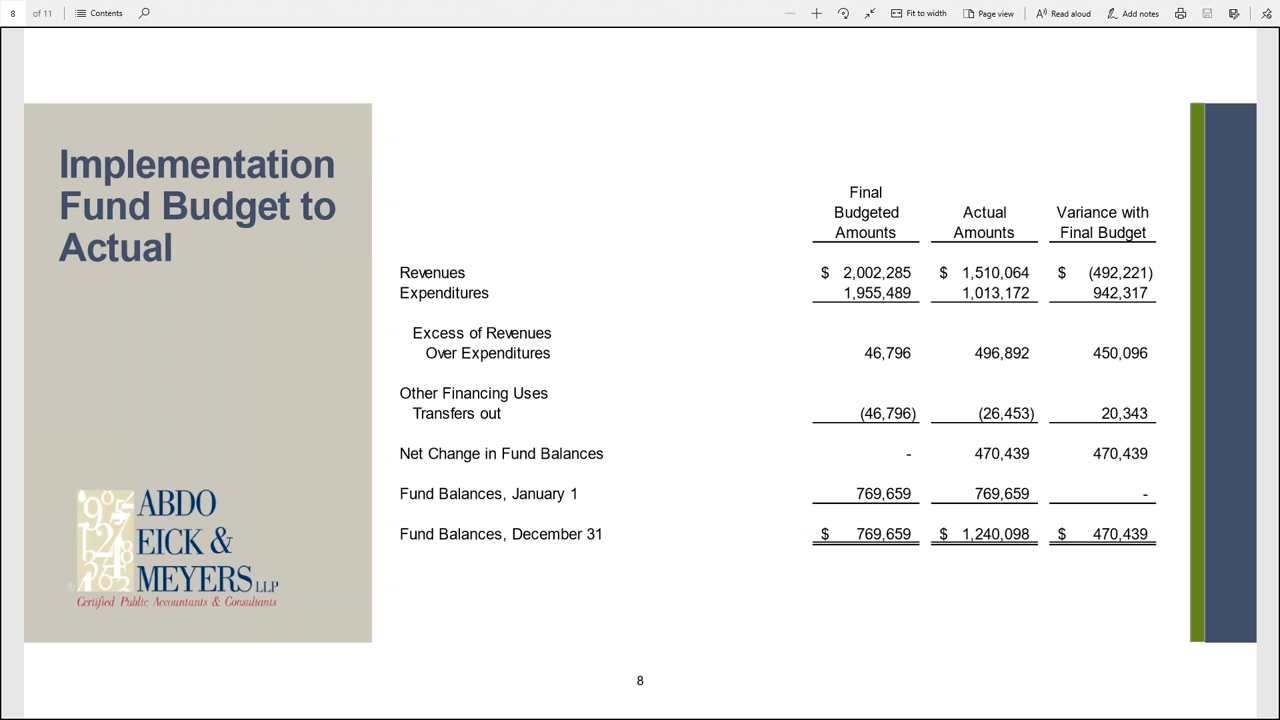 8 of 11 Contents Fit to width Page view Read aloud Add notes
Implementation
Fund Budget to
Actual
Final
Budgeted Actual Variance with
Amounts Amounts Final Budget
Revenues $ 2,002,285 $ 1,510,064 $ (492,221)
Expenditures 1,955,489 1,013,172 942,317
Excess of Revenues
Over Expenditures 46,796 496,892 450,096
Other Financing Uses
Transfers out (46,796) (26,453) 20,343
Net Change in Fund Balances - 470,439 470,439
Fund Balances, January 1 769,659 769,659 -
Fund Balances, December 31 $ 769,659 $ 1,240,098 $ 470,439
ABDO
EICK &
MEYERS LLP
Certified Public Accountants & Consultants
8